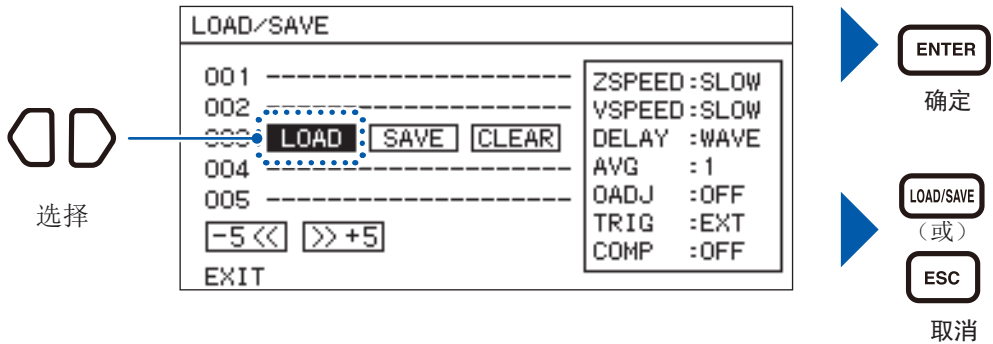 LOAD/SAVE
001 --------------------
002 --------------------
003 LOAD SAVE CLEAR
004 --------------------
005 --------------------
-5 << >> +5
EXIT
ZSPEED:SLOW
VSPEED:SLOW
DELAY :WAVE
AVG :1
OADJ :OFF
TRIG :EXT
COMP :OFF
选择
ENTER
确定
LOAD/SAVE
（或）
ESC
取消